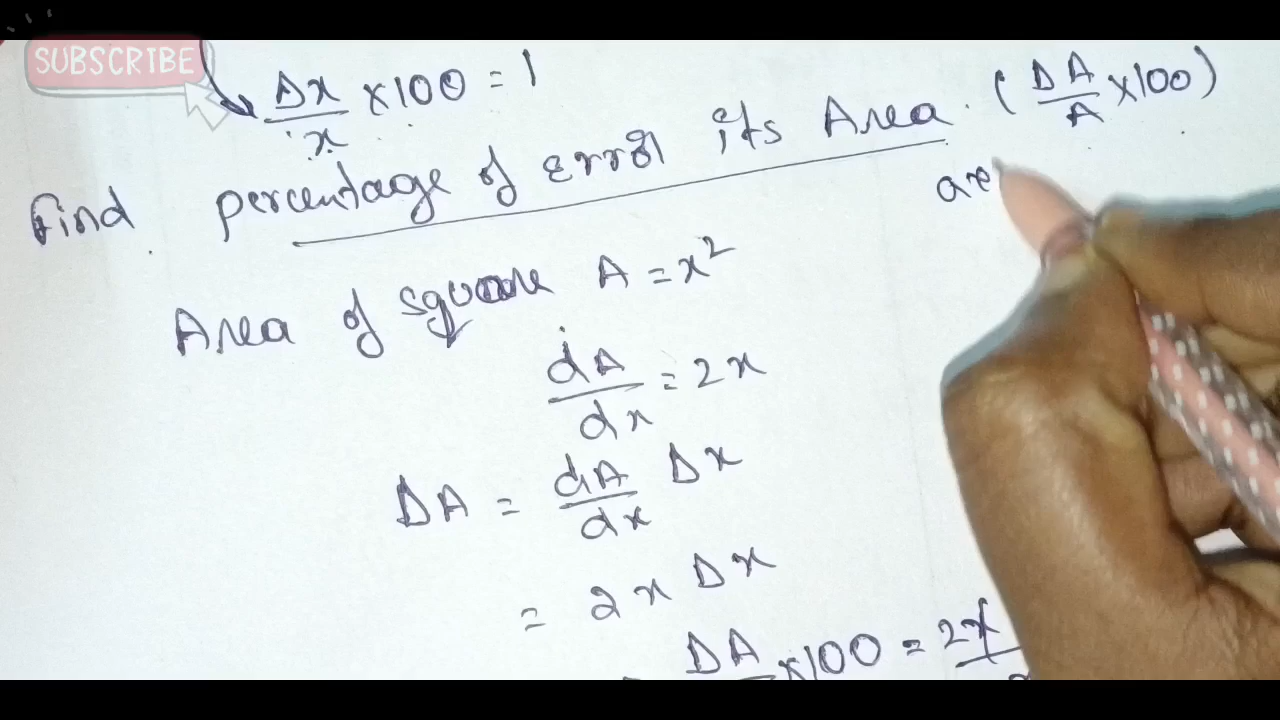 SUBSCRIBE
Δx/x ×100 = 1
Find percentage of Error its Area. (ΔA/A ×100)
are
Area of square A = x²
dA/dx = 2x
ΔA = dA/dx Δx
= 2x Δx
ΔA ×100 = 2x